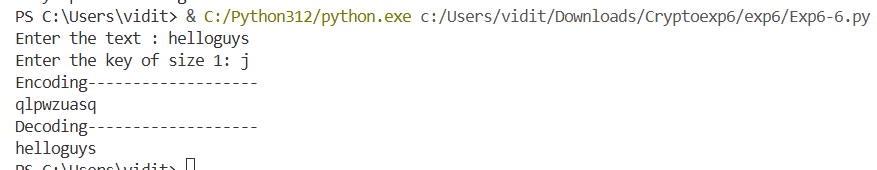 PS C:\Users\vidit> & C:/Python312/python.exe c:/Users/vidit/Downloads/Cryptoexp6/exp6/Exp6-6.py
Enter the text : helloguys
Enter the key of size 1: j
Encoding-------------------
qlpwzuasq
Decoding-------------------
helloguys
PS C:\Users\vidit>